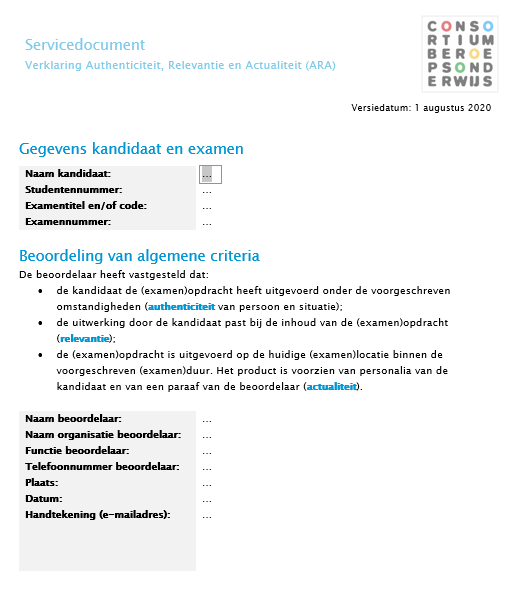 Servicedocument
Verklaring Authenticiteit, Relevantie en Actualiteit (ARA)
CONSO
RTIUM
BEROE
PSOND
ERWIJS
Versiedatum: 1 augustus 2020
Gegevens kandidaat en examen
Naam kandidaat: ...
Studentennummer: ...
Examentitel en/of code: ...
Examennummer: ...
Beoordeling van algemene criteria
De beoordelaar heeft vastgesteld dat:
• de kandidaat de (examen)opdracht heeft uitgevoerd onder de voorgeschreven
omstandigheden (authenticiteit van persoon en situatie);
• de uitwerking door de kandidaat past bij de inhoud van de (examen)opdracht
(relevantie);
• de (examen)opdracht is uitgevoerd op de huidige (examen)locatie binnen de
voorgeschreven (examen)duur. Het product is voorzien van personalia van de
kandidaat en van een paraaf van de beoordelaar (actualiteit).
Naam beoordelaar: ...
Naam organisatie beoordelaar: ...
Functie beoordelaar: ...
Telefoonnummer beoordelaar: ...
Plaats: ...
Datum: ...
Handtekening (e-mailadres): ...